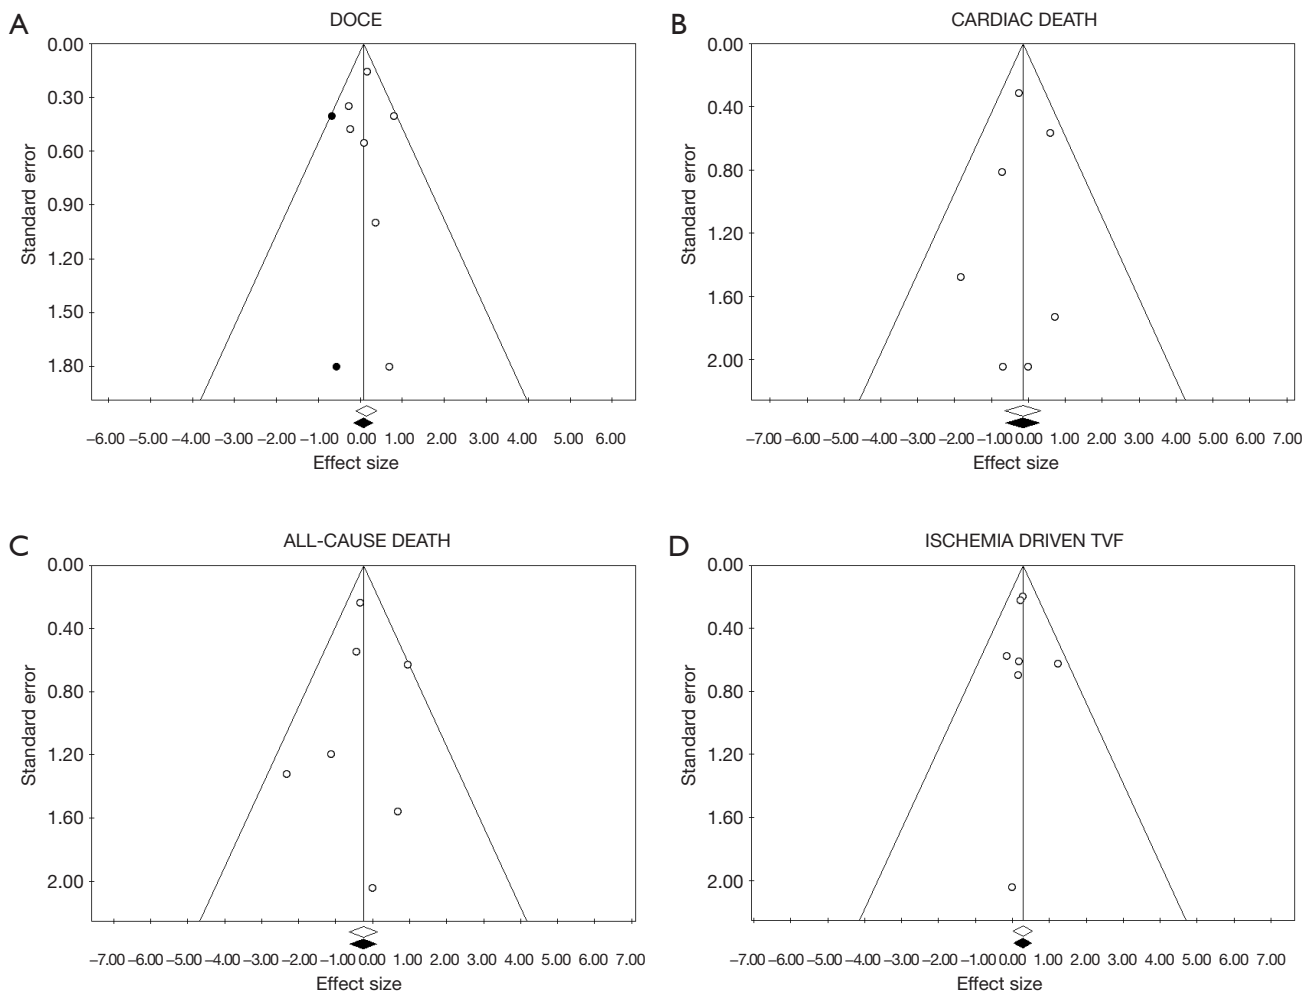 A
DOCE
0.00
0.30
0.60
0.90
1.20
1.50
1.80
Standard error
–6.00 –5.00 –4.00 –3.00 –2.00 –1.00 0.00 1.00 2.00 3.00 4.00 5.00 6.00
Effect size
B
CARDIAC DEATH
0.00
0.40
0.80
1.20
1.60
2.00
Standard error
–7.00 –6.00 –5.00 –4.00 –3.00 –2.00 –1.00 0.00 1.00 2.00 3.00 4.00 5.00 6.00 7.00
Effect size
C
ALL-CAUSE DEATH
0.00
0.40
0.80
1.20
1.60
2.00
Standard error
–7.00 –6.00 –5.00 –4.00 –3.00 –2.00 –1.00 0.00 1.00 2.00 3.00 4.00 5.00 6.00 7.00
Effect size
D
ISCHEMIA DRIVEN TVF
0.00
0.40
0.80
1.20
1.60
2.00
Standard error
–7.00 –6.00 –5.00 –4.00 –3.00 –2.00 –1.00 0.00 1.00 2.00 3.00 4.00 5.00 6.00 7.00
Effect size